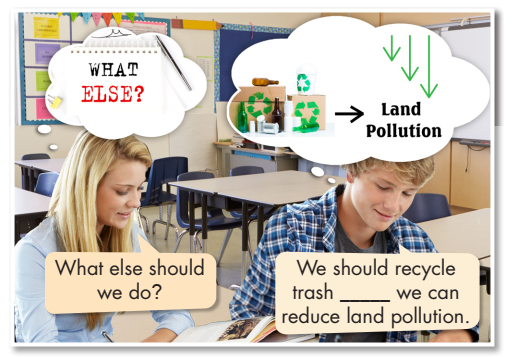 WHAT
ELSE?
Land
Pollution
What else should
we do?
We should recycle
trash _____ we can
reduce land pollution.